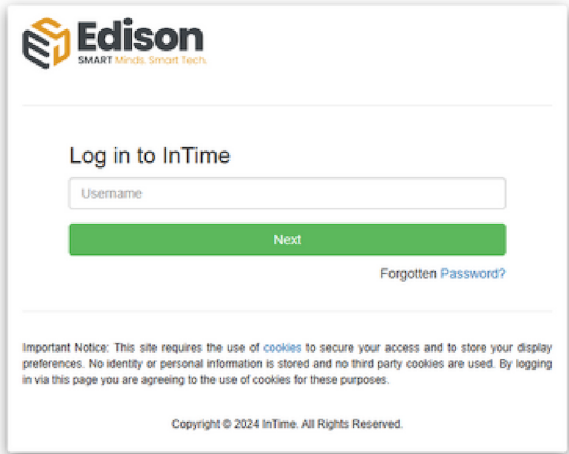 Edison
SMART Minds. Smart Tech.
Log in to InTime
Username
Next
Forgotten Password?
Important Notice: This site requires the use of cookies to secure your access and to store your display
preferences. No identity or personal information is stored and no third party cookies are used. By logging
in via this page you are agreeing to the use of cookies for these purposes.
Copyright © 2024 InTime. All Rights Reserved.